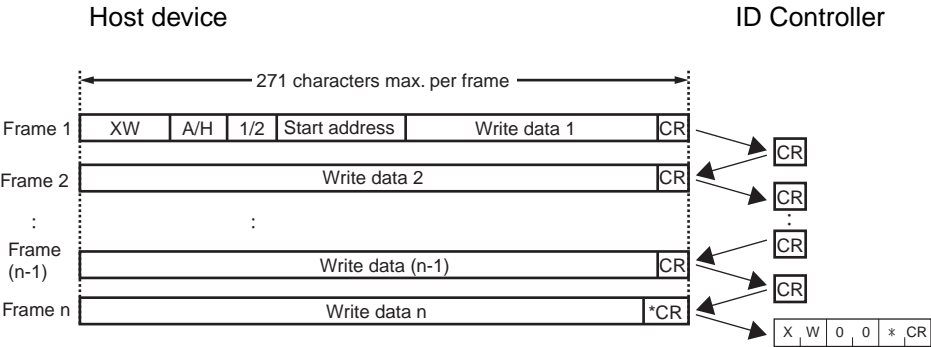 Host device
ID Controller
271 characters max. per frame
Frame 1 XW A/H 1/2 Start address Write data 1 CR
CR
Frame 2 Write data 2 CR
CR
: : :
CR
Frame
(n-1) Write data (n-1) CR
CR
Frame n Write data n *CR
X W 0 0 * CR